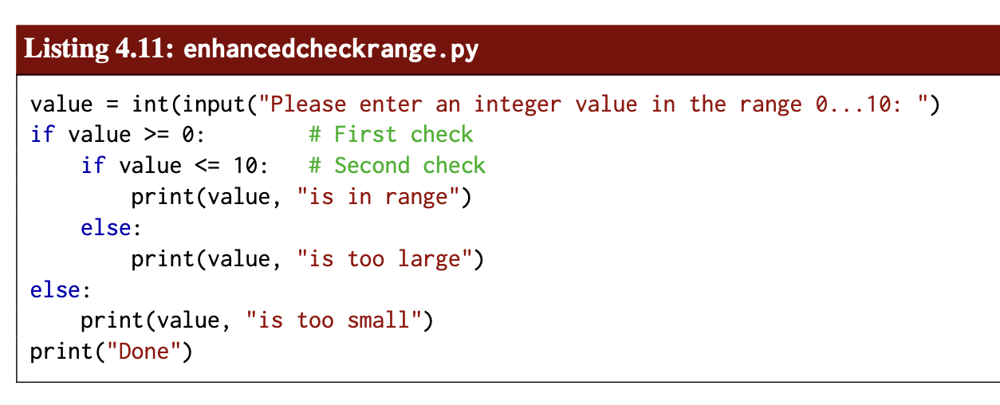 Listing 4.11: enhancedcheckrange.py
value = int(input("Please enter an integer value in the range 0...10: ")
if value >= 0:        # First check
    if value <= 10:   # Second check
        print(value, "is in range")
    else:
        print(value, "is too large")
else:
    print(value, "is too small")
print("Done")